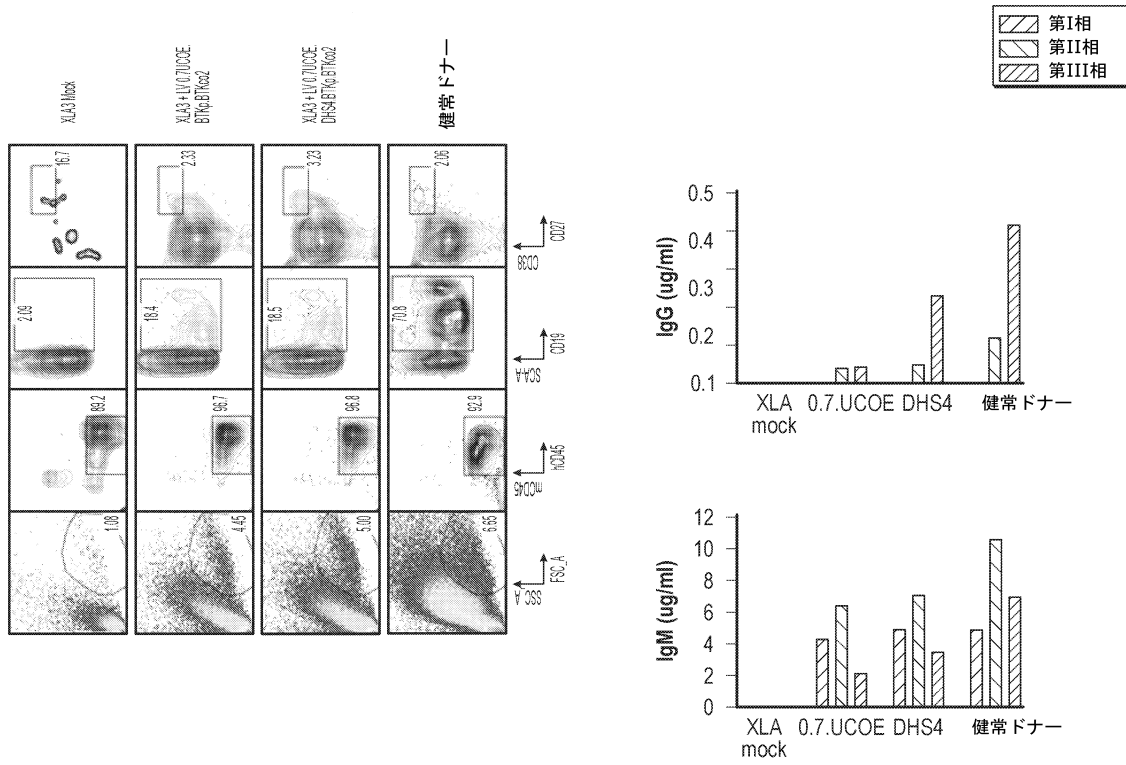 第I相
第II相
第III相
XLA3 Mock
XLA3 + LV.0.7UCOE.
BTKp.BTKco2
XLA3 + LV.0.7UCOE.
DHS4.BTKp.BTKco2
健常ドナー
16.7
2.33
3.23
2.06
CD38
CD27
2.09
18.4
18.5
70.8
CD19
89.2
96.7
96.8
92.9
mCD45
hCD45
1.08
4.45
5.00
6.65
SSC_A
FSC_A
IgG (ug/ml)
0.5
0.4
0.3
0.2
0.1
XLA
mock
0.7.UCOE
DHS4
健常ドナー
IgM (ug/ml)
12
10
8
6
4
2
0
XLA
mock
0.7.UCOE
DHS4
健常ドナー